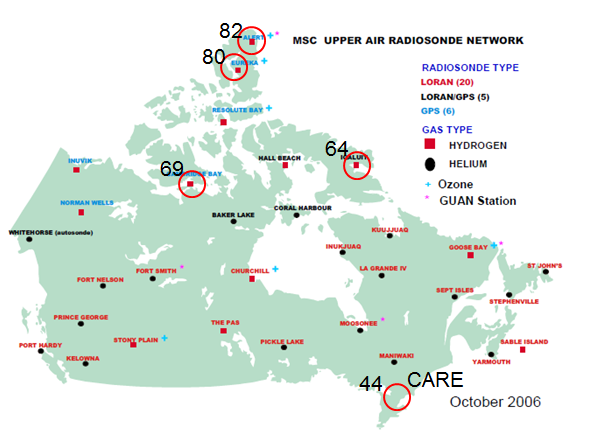 82
ALERT
MSC UPPER AIR RADIOSONDE NETWORK
80
EUREKA
RADIOSONDE TYPE
LORAN (20)
LORAN/GPS (5)
GPS (6)
RESOLUTE BAY
GAS TYPE
HYDROGEN
HELIUM
Ozone
GUAN Station
64
IQALUIT
HALL BEACH
INUVIK
69
CAMBRIDGE BAY
NORMAN WELLS
CORAL HARBOUR
BAKER LAKE
WHITEHORSE (autosonde)
KUUJJUAQ
INUKJUAQ
GOOSE BAY
ST JOHN'S
FORT SMITH
CHURCHILL
LA GRANDE IV
FORT NELSON
SEPT ISLES
STEPHENVILLE
PRINCE GEORGE
THE PAS
MOOSONEE
PORT HARDY
STONY PLAIN
PICKLE LAKE
SABLE ISLAND
KELOWNA
MANIWAKI
YARMOUTH
44
CARE
October 2006